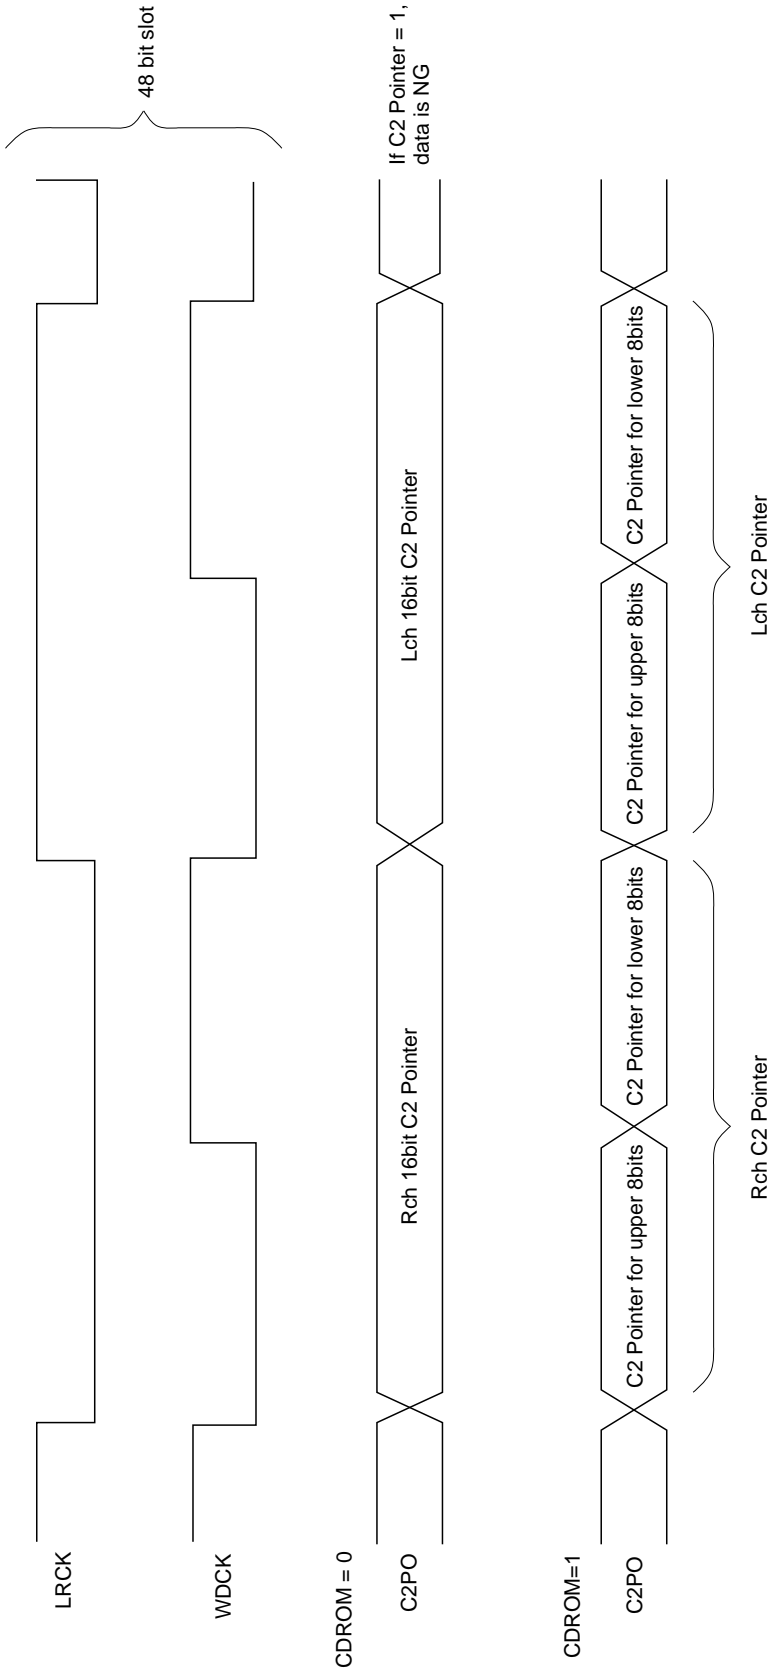 48 bit slot
LRCK
WDCK
CDROM = 0
C2PO
Rch 16bit C2 Pointer
Lch 16bit C2 Pointer
If C2 Pointer = 1,
data is NG
CDROM=1
C2PO
C2 Pointer for upper 8bits
C2 Pointer for lower 8bits
C2 Pointer for upper 8bits
C2 Pointer for lower 8bits
Rch C2 Pointer
Lch C2 Pointer